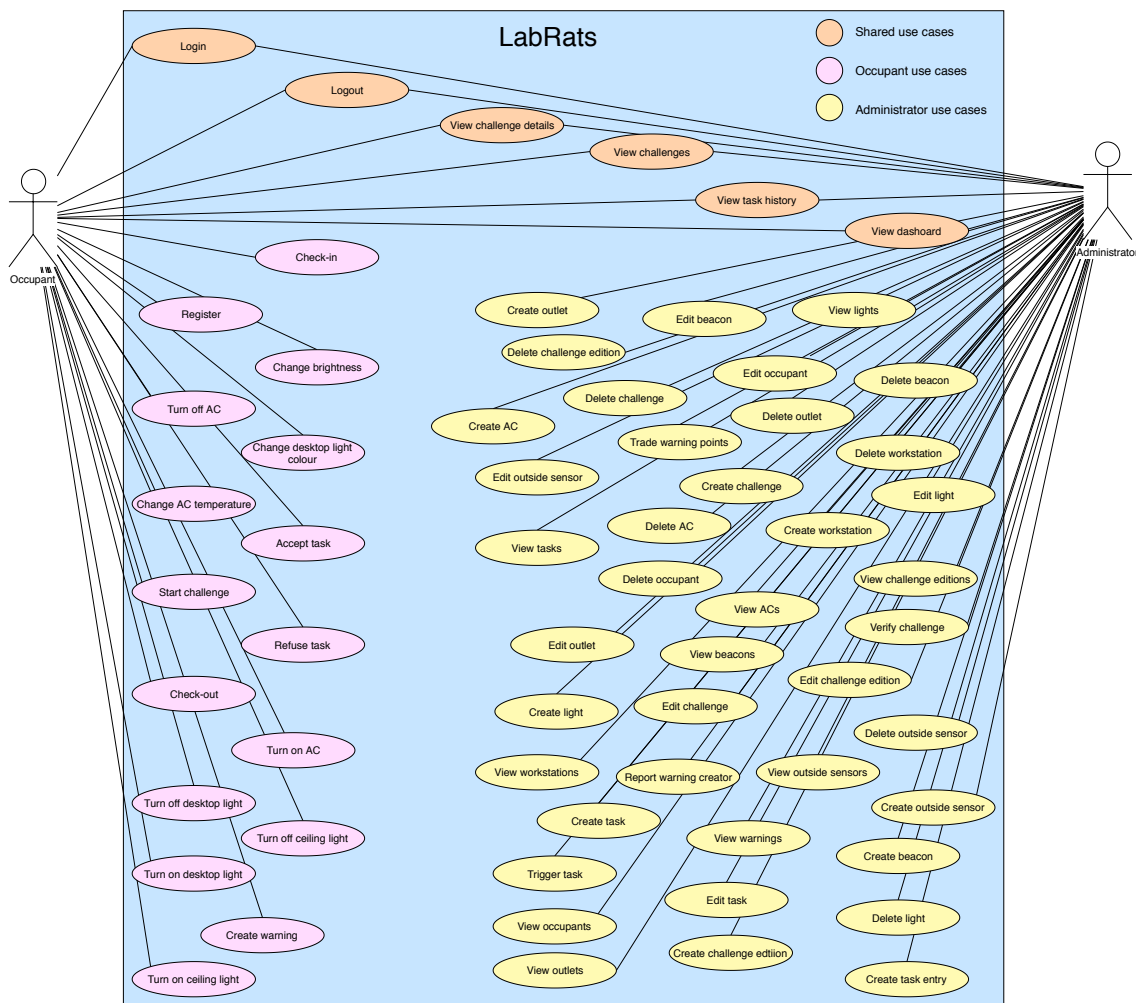 LabRats
Shared use cases
Occupant use cases
Administrator use cases
Login
Logout
View challenge details
View challenges
View task history
View dashoard
Occupant
Administrator
Check-in
Register
Change brightness
Turn off AC
Change desktop light
colour
Change AC temperature
Accept task
Start challenge
Refuse task
Check-out
Turn on AC
Turn off desktop light
Turn off ceiling light
Turn on desktop light
Create warning
Turn on ceiling light
Create outlet
Edit beacon
View lights
Delete challenge edition
Edit occupant
Delete beacon
Delete challenge
Delete outlet
Create AC
Trade warning points
Delete workstation
Edit outside sensor
Create challenge
Edit light
Delete AC
Create workstation
View tasks
Delete occupant
View challenge editions
View ACs
Verify challenge
Edit outlet
View beacons
Edit challenge edition
Create light
Edit challenge
Delete outside sensor
View workstations
Report warning creator
View outside sensors
Create outside sensor
Create task
View warnings
Create beacon
Trigger task
Edit task
Delete light
View occupants
Create challenge edtiion
View outlets
Create task entry